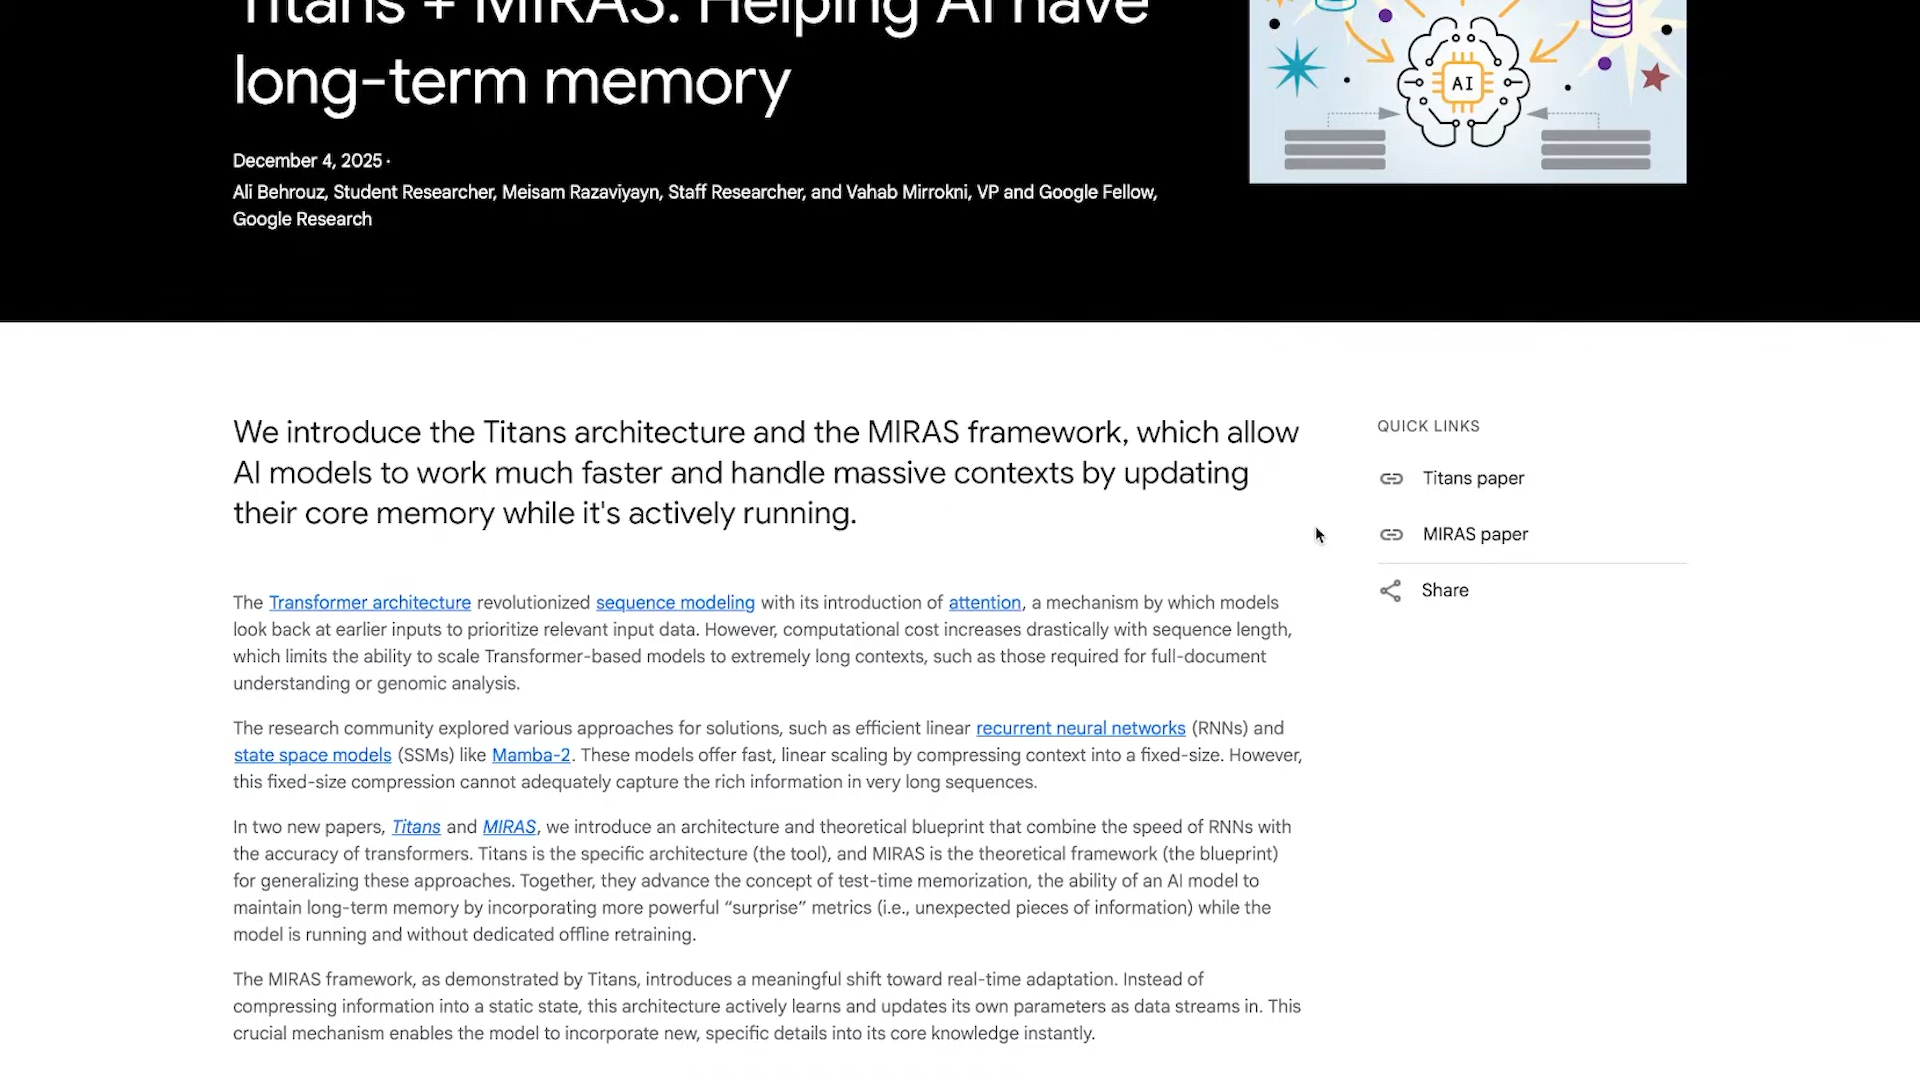 Titans + MIRAS: Helping AI have
long-term memory
December 4, 2025 ·
Ali Behrouz, Student Researcher, Meisam Razaviyayn, Staff Researcher, and Vahab Mirrokni, VP and Google Fellow,
Google Research
AI
We introduce the Titans architecture and the MIRAS framework, which allow
AI models to work much faster and handle massive contexts by updating
their core memory while it's actively running.
QUICK LINKS
Titans paper
MIRAS paper
Share
The Transformer architecture revolutionized sequence modeling with its introduction of attention, a mechanism by which models
look back at earlier inputs to prioritize relevant input data. However, computational cost increases drastically with sequence length,
which limits the ability to scale Transformer-based models to extremely long contexts, such as those required for full-document
understanding or genomic analysis.
The research community explored various approaches for solutions, such as efficient linear recurrent neural networks (RNNs) and
state space models (SSMs) like Mamba-2. These models offer fast, linear scaling by compressing context into a fixed-size. However,
this fixed-size compression cannot adequately capture the rich information in very long sequences.
In two new papers, Titans and MIRAS, we introduce an architecture and theoretical blueprint that combine the speed of RNNs with
the accuracy of transformers. Titans is the specific architecture (the tool), and MIRAS is the theoretical framework (the blueprint)
for generalizing these approaches. Together, they advance the concept of test-time memorization, the ability of an AI model to
maintain long-term memory by incorporating more powerful “surprise” metrics (i.e., unexpected pieces of information) while the
model is running and without dedicated offline retraining.
The MIRAS framework, as demonstrated by Titans, introduces a meaningful shift toward real-time adaptation. Instead of
compressing information into a static state, this architecture actively learns and updates its own parameters as data streams in. This
crucial mechanism enables the model to incorporate new, specific details into its core knowledge instantly.